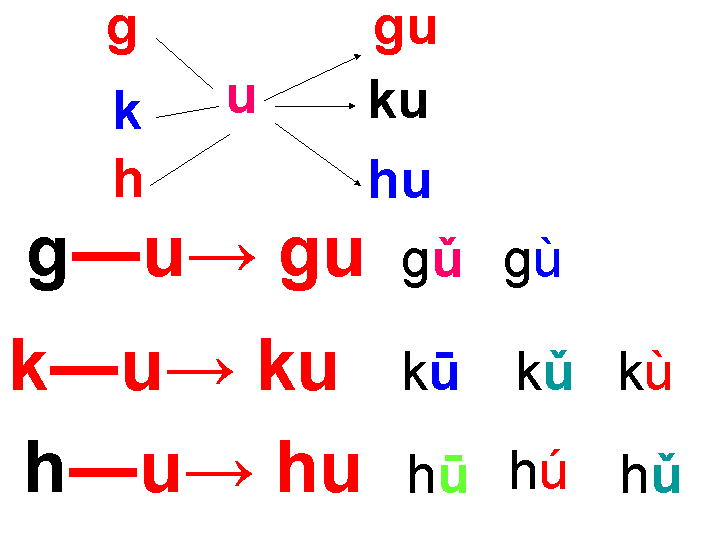 g gu
k u ku
h hu
g—u→ gu gǔ gù
k—u→ ku kū kǔ kù
h—u→ hu hū hú hǔ